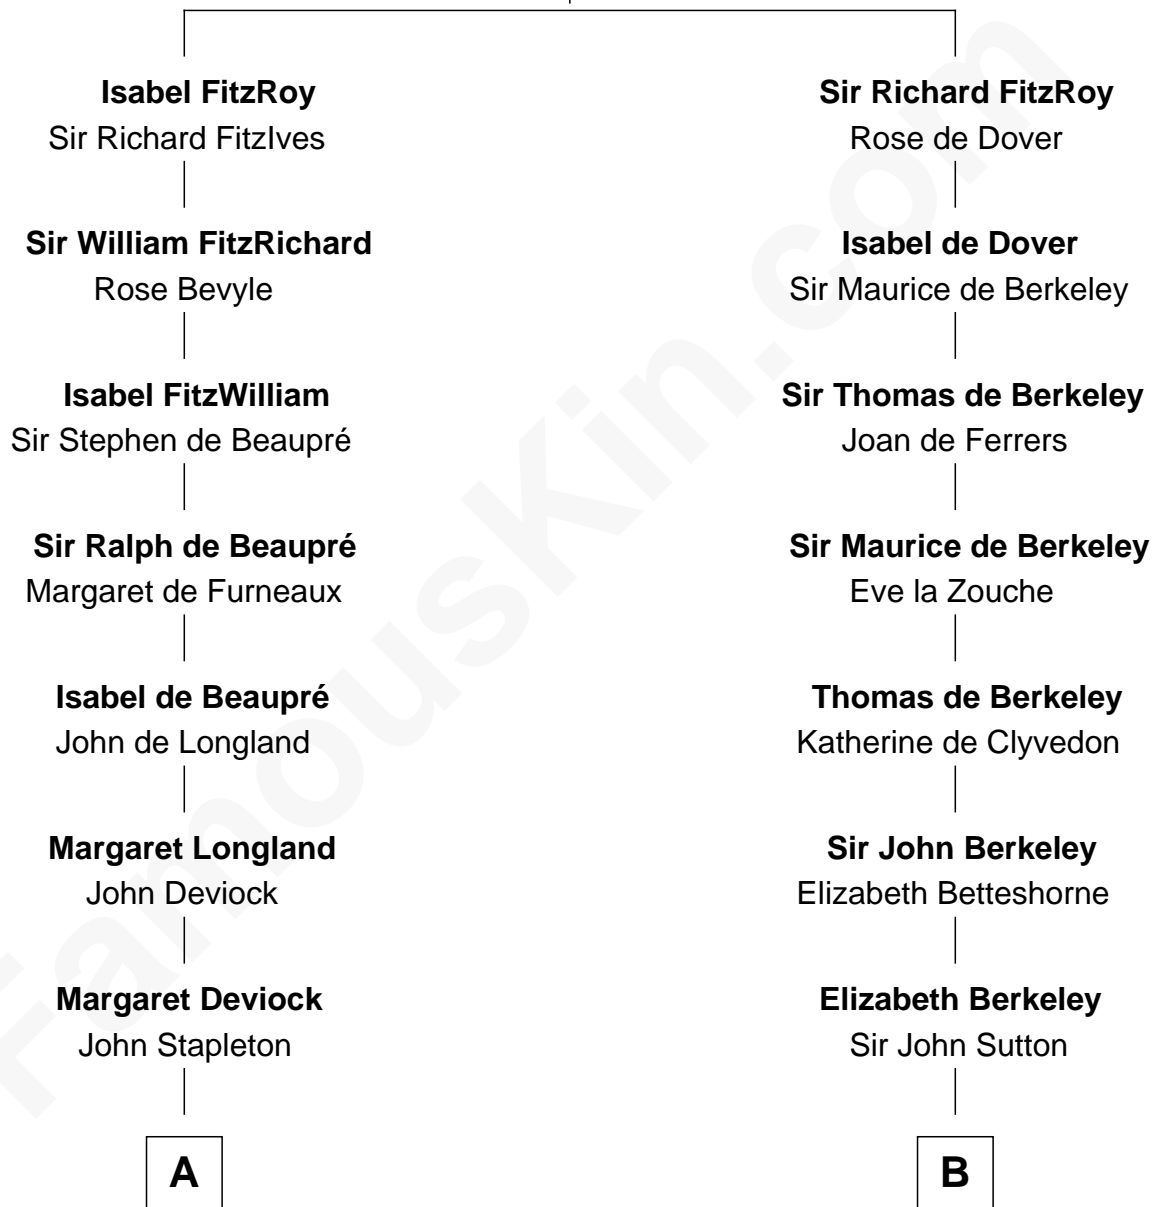 Isabel FitzRoy
Sir Richard FitzIves
Sir William FitzRichard
Rose Bevyle
Isabel FitzWilliam
Sir Stephen de Beaupré
Sir Ralph de Beaupré
Margaret de Furneaux
Isabel de Beaupré
John de Longland
Margaret Longland
John Deviock
Margaret Deviock
John Stapleton
A
Sir Richard FitzRoy
Rose de Dover
Isabel de Dover
Sir Maurice de Berkeley
Sir Thomas de Berkeley
Joan de Ferrers
Sir Maurice de Berkeley
Eve la Zouche
Thomas de Berkeley
Katherine de Clyvedon
Sir John Berkeley
Elizabeth Betteshorne
Elizabeth Berkeley
Sir John Sutton
B
FamousKin.com